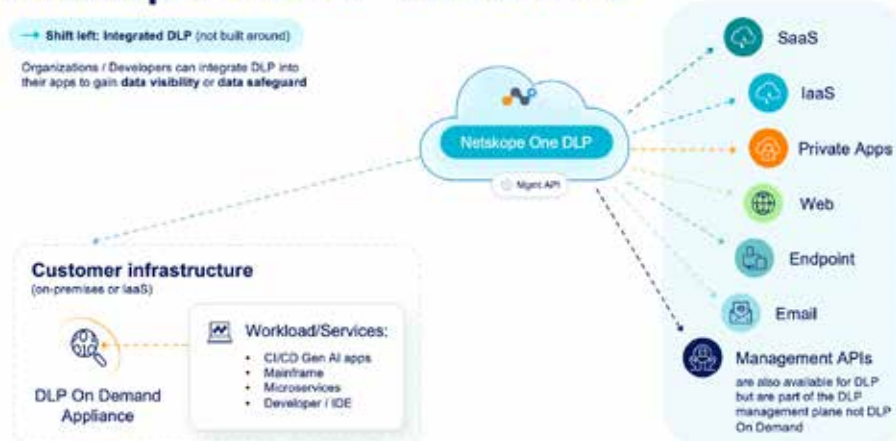 Shift left: Integrated DLP (not built around)
Organizations / Developers can integrate DLP into
their apps to gain data visibility or data safeguard
Netskope One DLP
Mgmt API
SaaS
IaaS
Private Apps
Web
Endpoint
Email
Management APIs
are also available for DLP
but are part of the DLP
management plane not DLP
On Demand
Customer infrastructure
(on-premises or IaaS)
DLP On Demand
Appliance
Workload/Services:
• CI/CD Gen AI apps
• Mainframe
• Microservices
• Developer / IDE